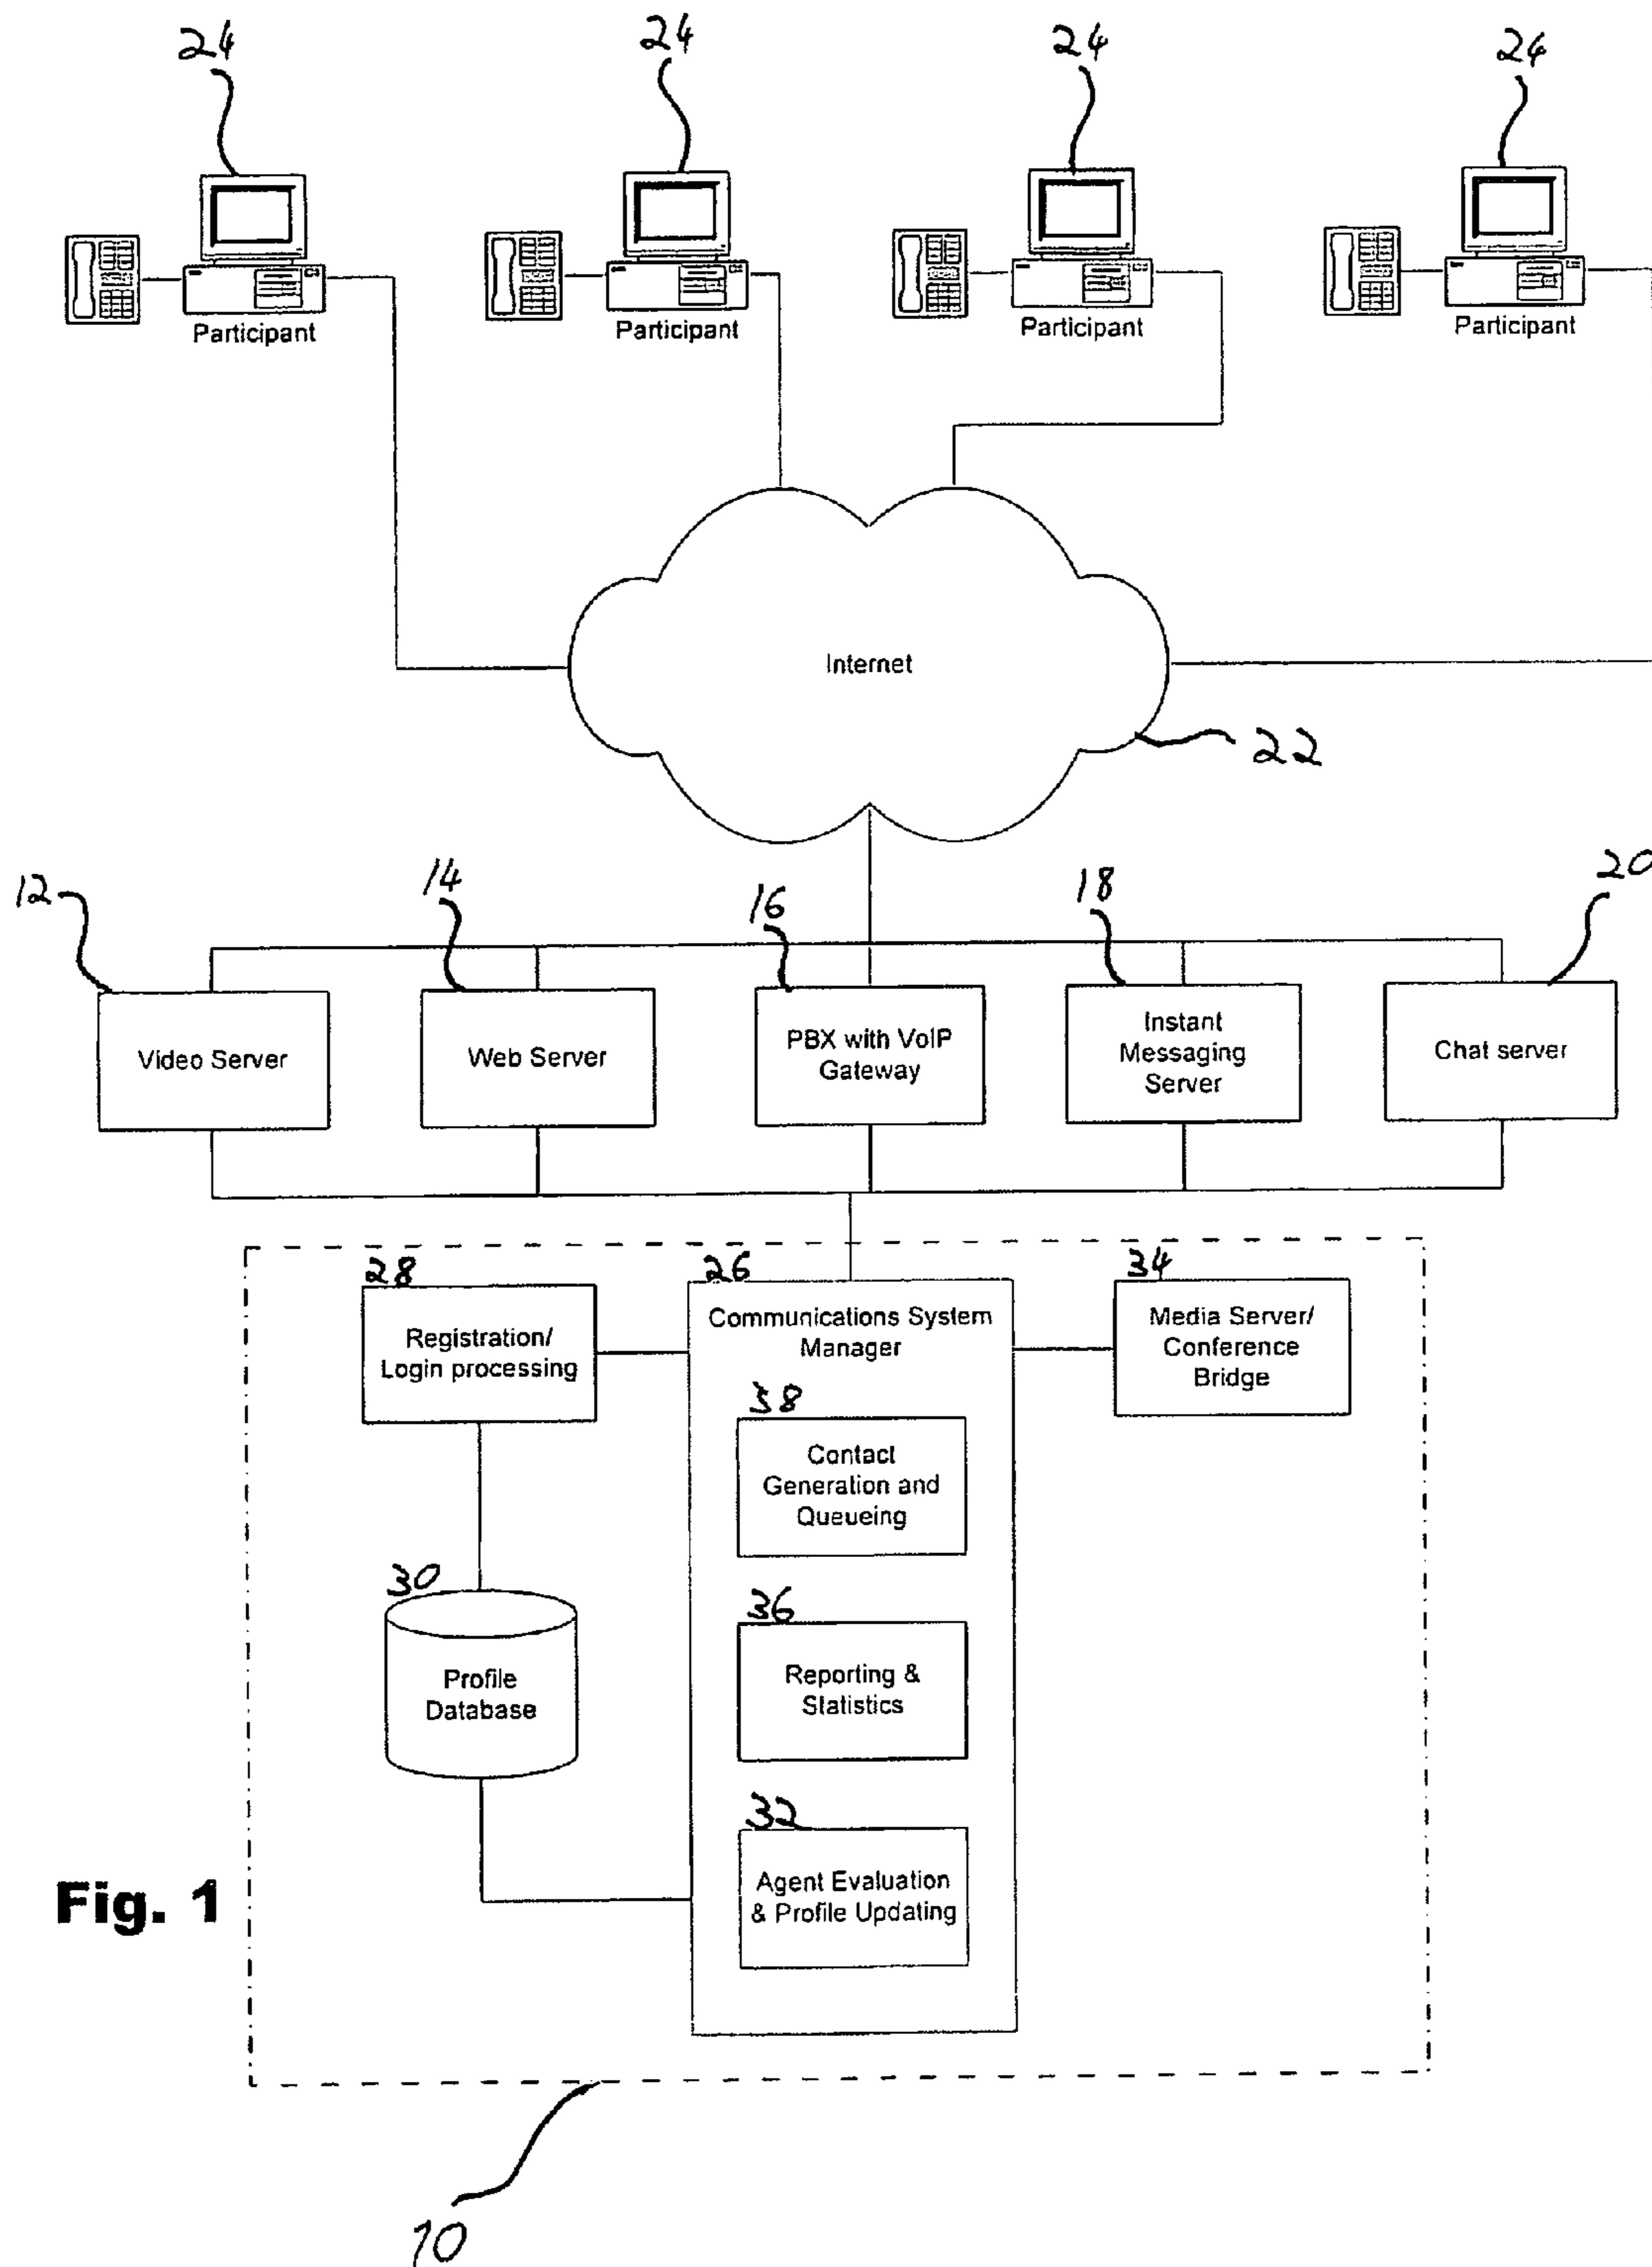 24
24
24
24
Participant
Participant
Participant
Participant
Internet
22
12
14
16
18
20
Video Server
Web Server
PBX with VoIP
Gateway
Instant
Messaging
Server
Chat server
28
Registration/
Login processing
26
Communications System
Manager
34
Media Server/
Conference
Bridge
38
Contact
Generation and
Queueing
30
Profile
Database
36
Reporting &
Statistics
32
Agent Evaluation
& Profile Updating
Fig. 1
10